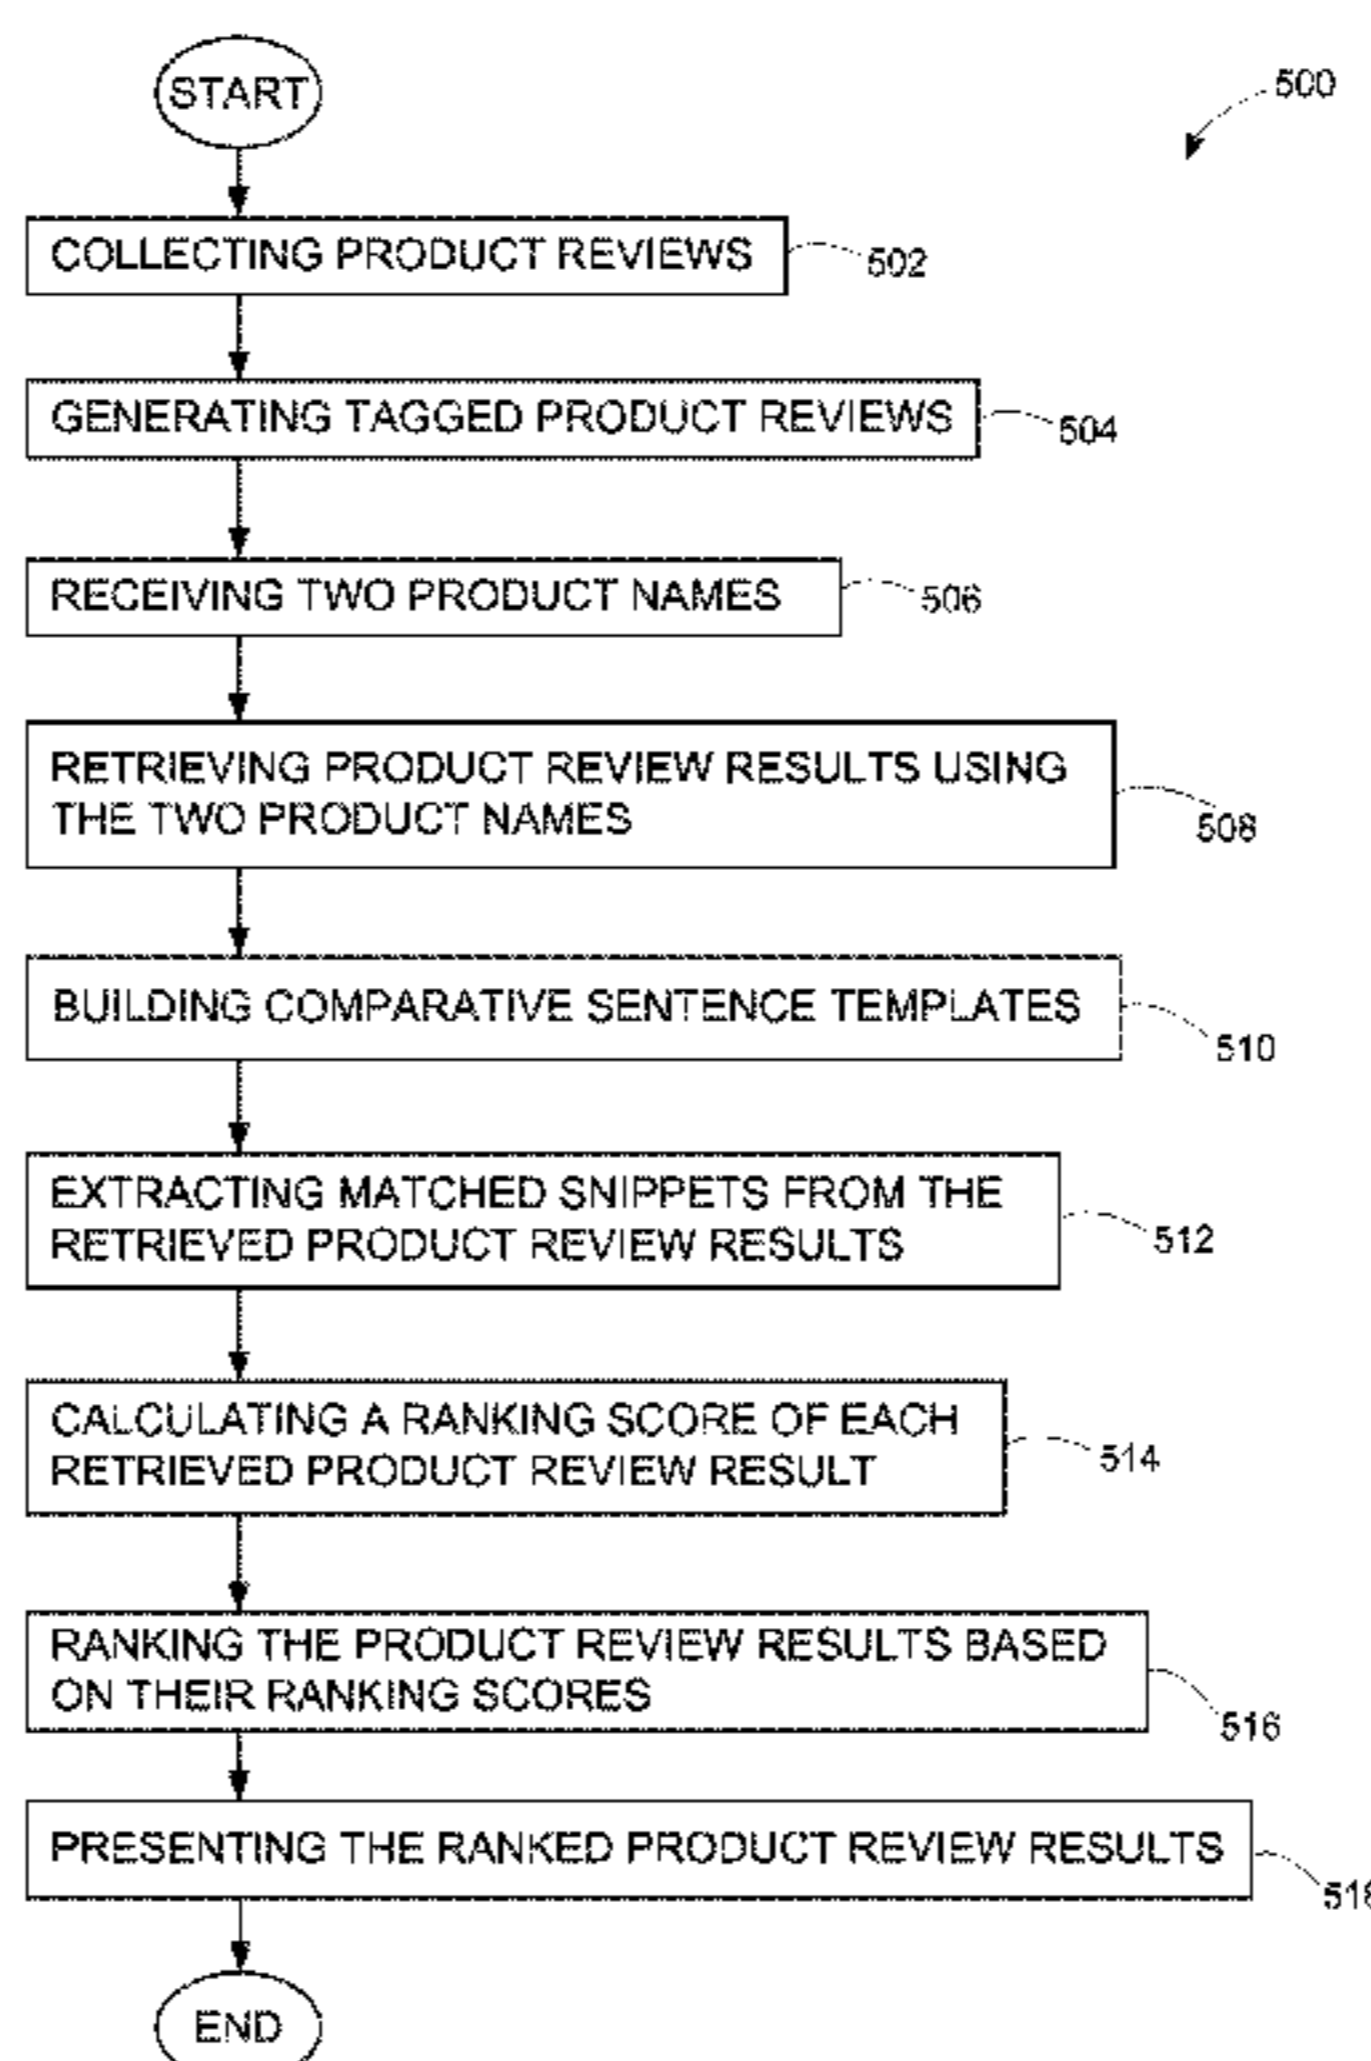 START
500
COLLECTING PRODUCT REVIEWS
502
GENERATING TAGGED PRODUCT REVIEWS
504
RECEIVING TWO PRODUCT NAMES
506
RETRIEVING PRODUCT REVIEW RESULTS USING
THE TWO PRODUCT NAMES
508
BUILDING COMPARATIVE SENTENCE TEMPLATES
510
EXTRACTING MATCHED SNIPPETS FROM THE
RETRIEVED PRODUCT REVIEW RESULTS
512
CALCULATING A RANKING SCORE OF EACH
RETRIEVED PRODUCT REVIEW RESULT
514
RANKING THE PRODUCT REVIEW RESULTS BASED
ON THEIR RANKING SCORES
516
PRESENTING THE RANKED PRODUCT REVIEW RESULTS
518
END